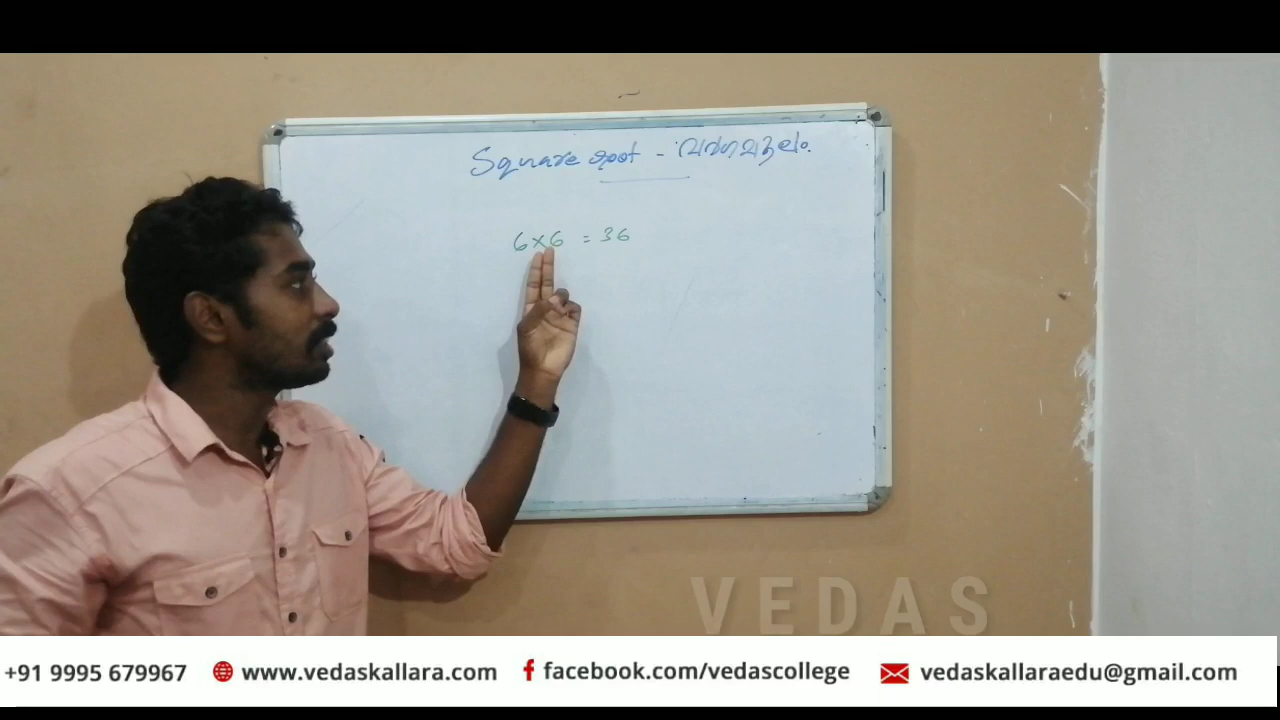 Square root - വർഗമൂലം.
6×6 = 36
VEDAS
+91 9995 679967 www.vedaskallara.com facebook.com/vedascollege vedaskallaraedu@gmail.com